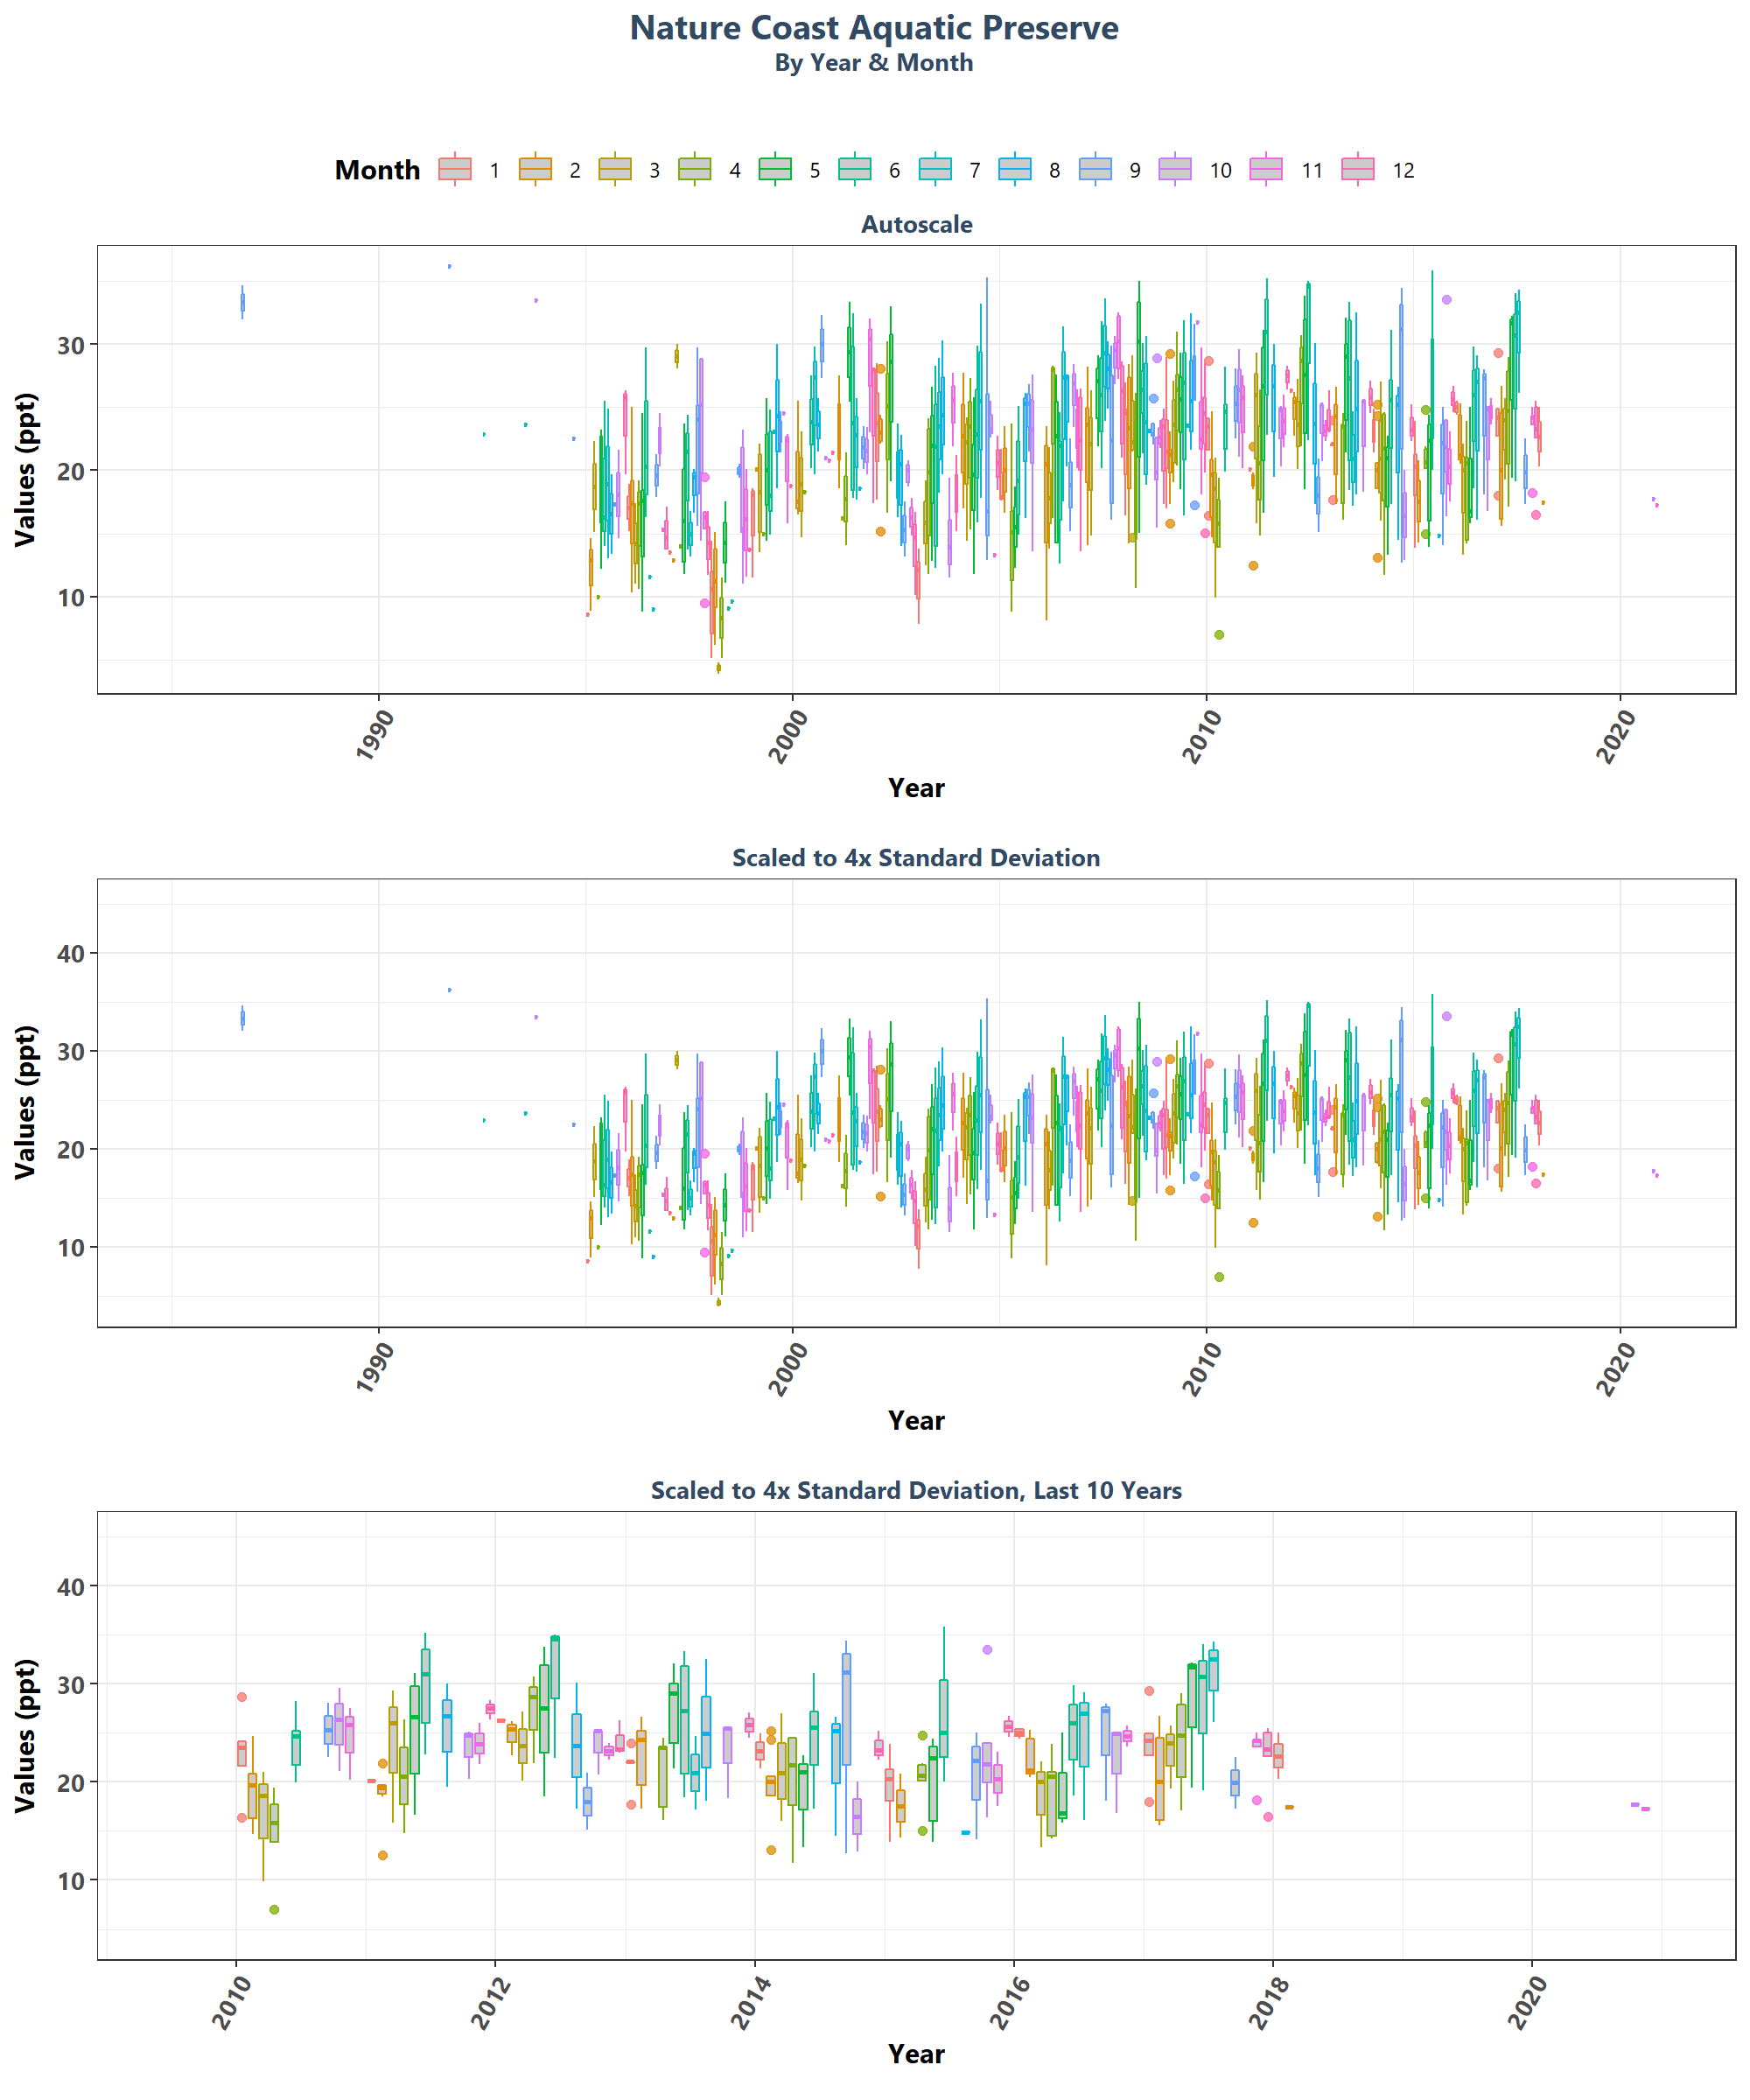 Nature Coast Aquatic Preserve
By Year & Month
Month 1 2 3 4 5 6 7 8 9 10 11 12
Autoscale
Values (ppt)
30
20
10
1990 2000 2010 2020
Year
Scaled to 4x Standard Deviation
Values (ppt)
40
30
20
10
1990 2000 2010 2020
Year
Scaled to 4x Standard Deviation, Last 10 Years
Values (ppt)
40
30
20
10
2010 2012 2014 2016 2018 2020
Year